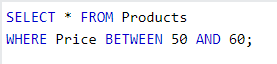 SELECT * FROM Products
WHERE Price BETWEEN 50 AND 60;